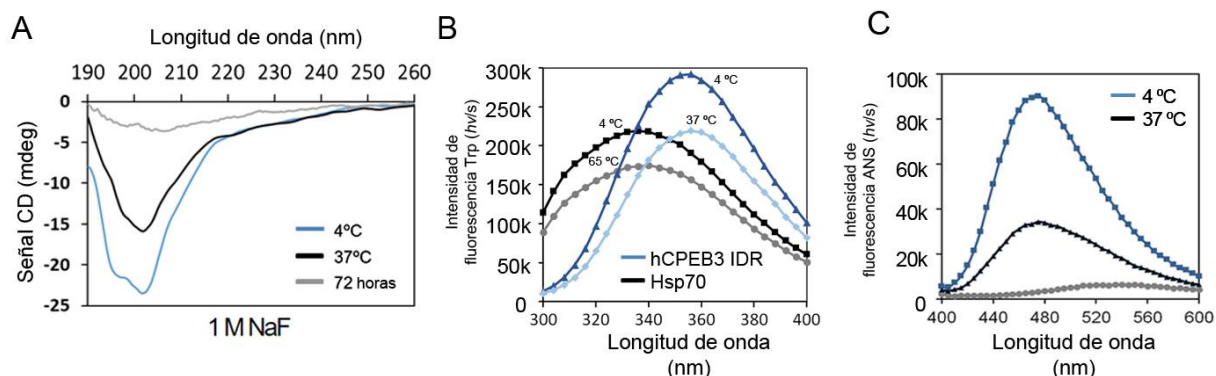 A
Longitud de onda (nm)
190 200 210 220 230 240 250 260
0
-5
-10
-15
-20
-25
Señal CD (mdeg)
4ºC
37ºC
72 horas
1 M NaF
B
300k
250k
200k
150k
100k
50k
0
Intensidad de
fluorescencia Trp (hv/s)
4 ºC
4 ºC
37 ºC
65 ºC
hCPEB3 IDR
Hsp70
300 320 340 360 380 400
Longitud de onda
(nm)
C
100k
80k
60k
40k
20k
0
Intensidad de
fluorescencia ANS (hv/s)
4 ºC
37 ºC
400 440 480 520 560 600
Longitud de onda
(nm)